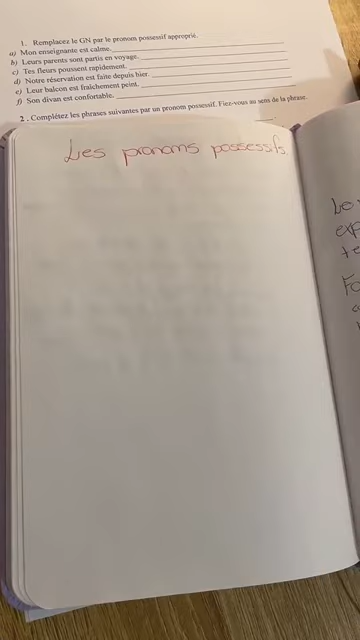 1. Remplacez le GN par le pronom possessif approprié.
a) Mon enseignante est calme.
b) Leurs parents sont partis en voyage.
c) Tes fleurs poussent rapidement.
d) Notre réservation est faite depuis hier.
e) Leur balcon est fraîchement peint.
f) Son divan est confortable.
2. Complétez les phrases suivantes par un pronom possessif. Fiez-vous au sens de la phrase.
Les pronoms possessifs.